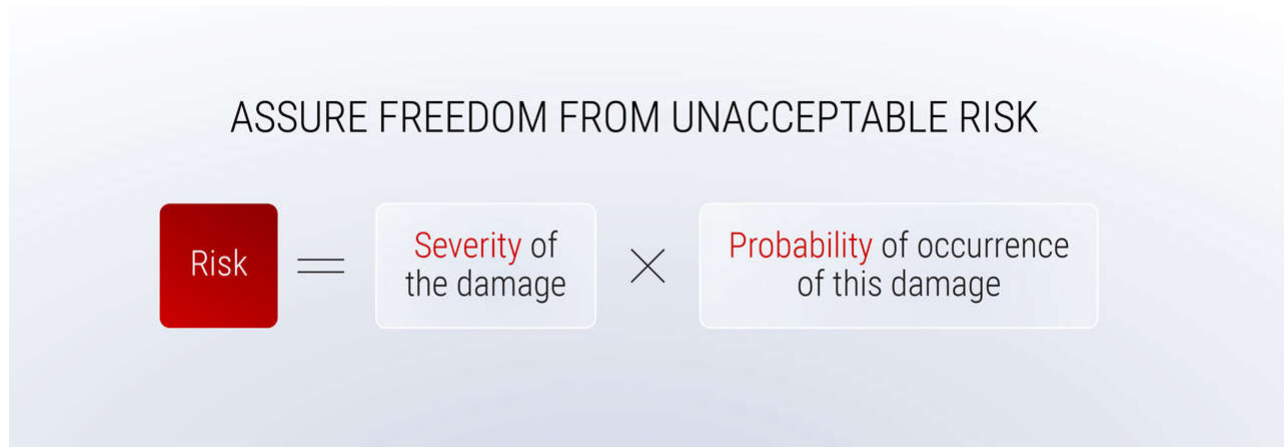 ASSURE FREEDOM FROM UNACCEPTABLE RISK
Risk = Severity of × Probability of occurrence
the damage of this damage